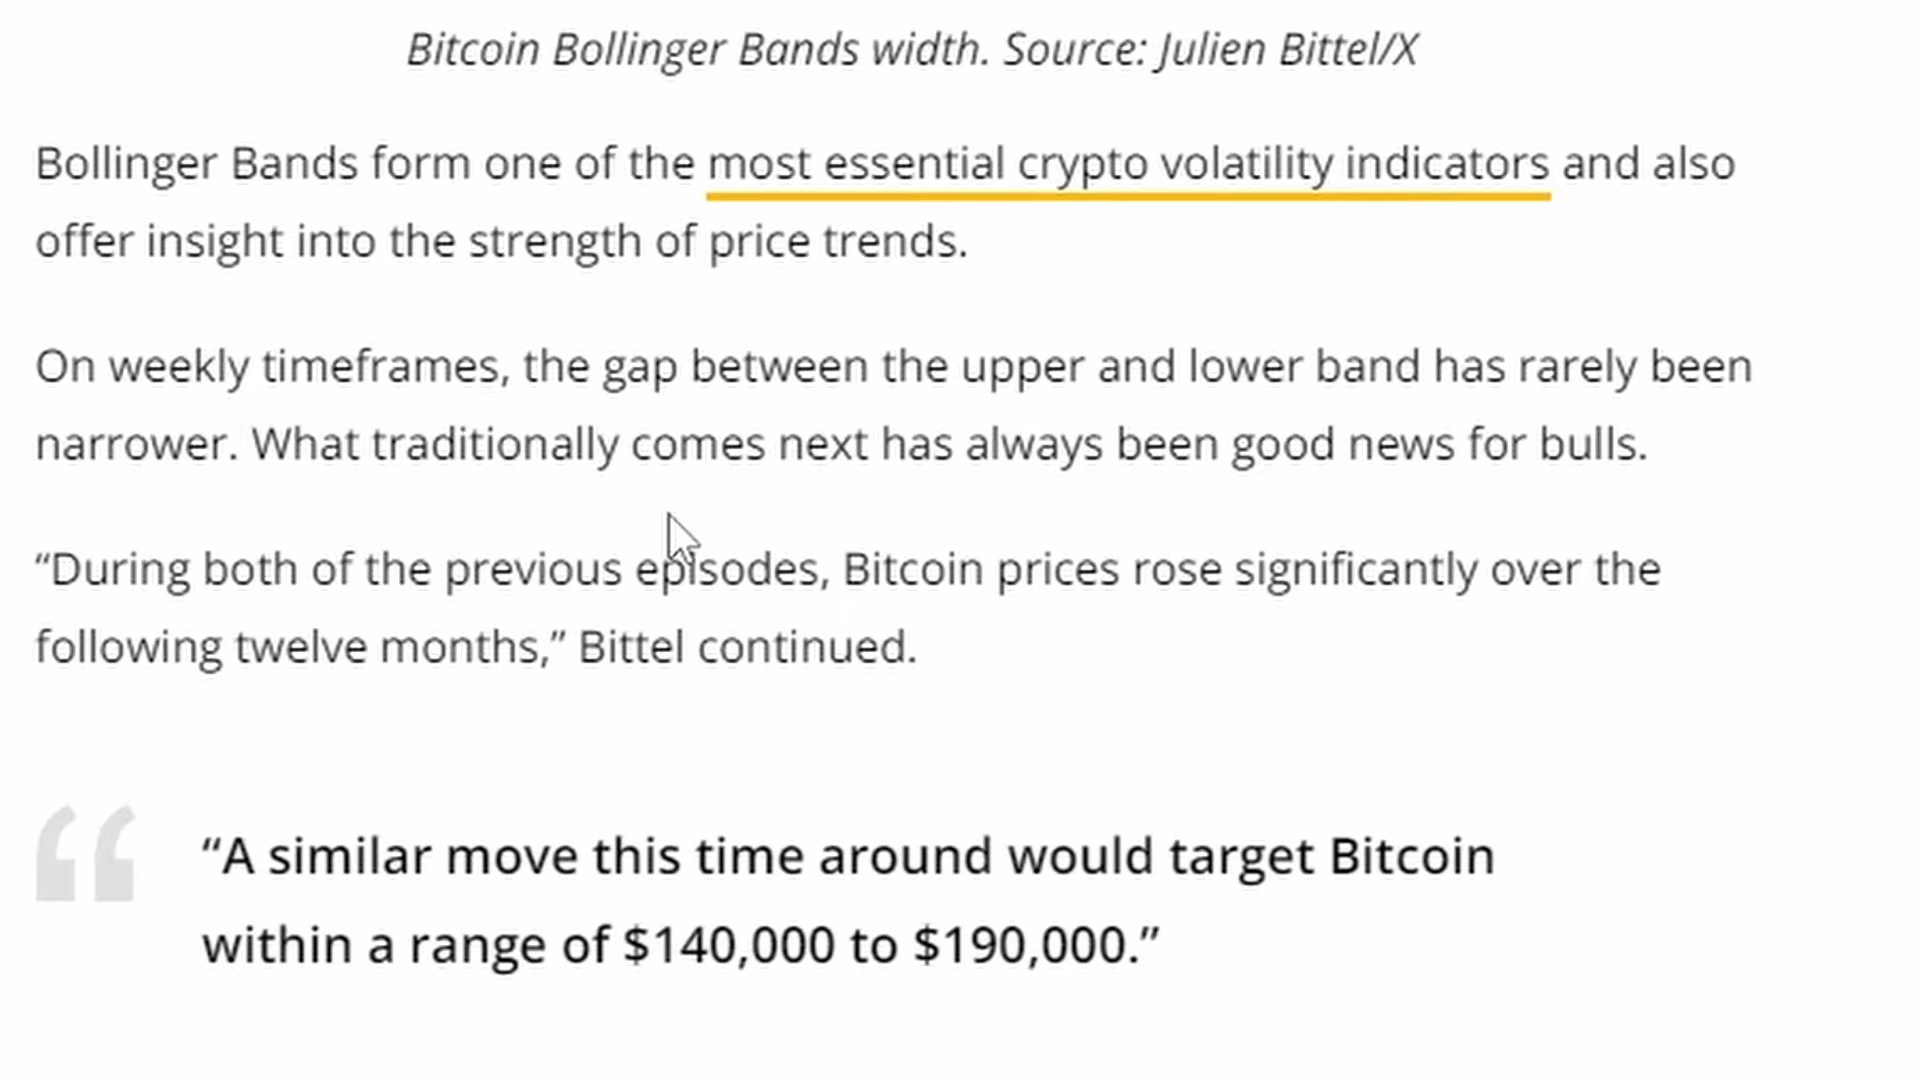 Bitcoin Bollinger Bands width. Source: Julien Bittel/X
Bollinger Bands form one of the most essential crypto volatility indicators and also
offer insight into the strength of price trends.
On weekly timeframes, the gap between the upper and lower band has rarely been
narrower. What traditionally comes next has always been good news for bulls.
“During both of the previous episodes, Bitcoin prices rose significantly over the
following twelve months,” Bittel continued.
“A similar move this time around would target Bitcoin
within a range of $140,000 to $190,000.”